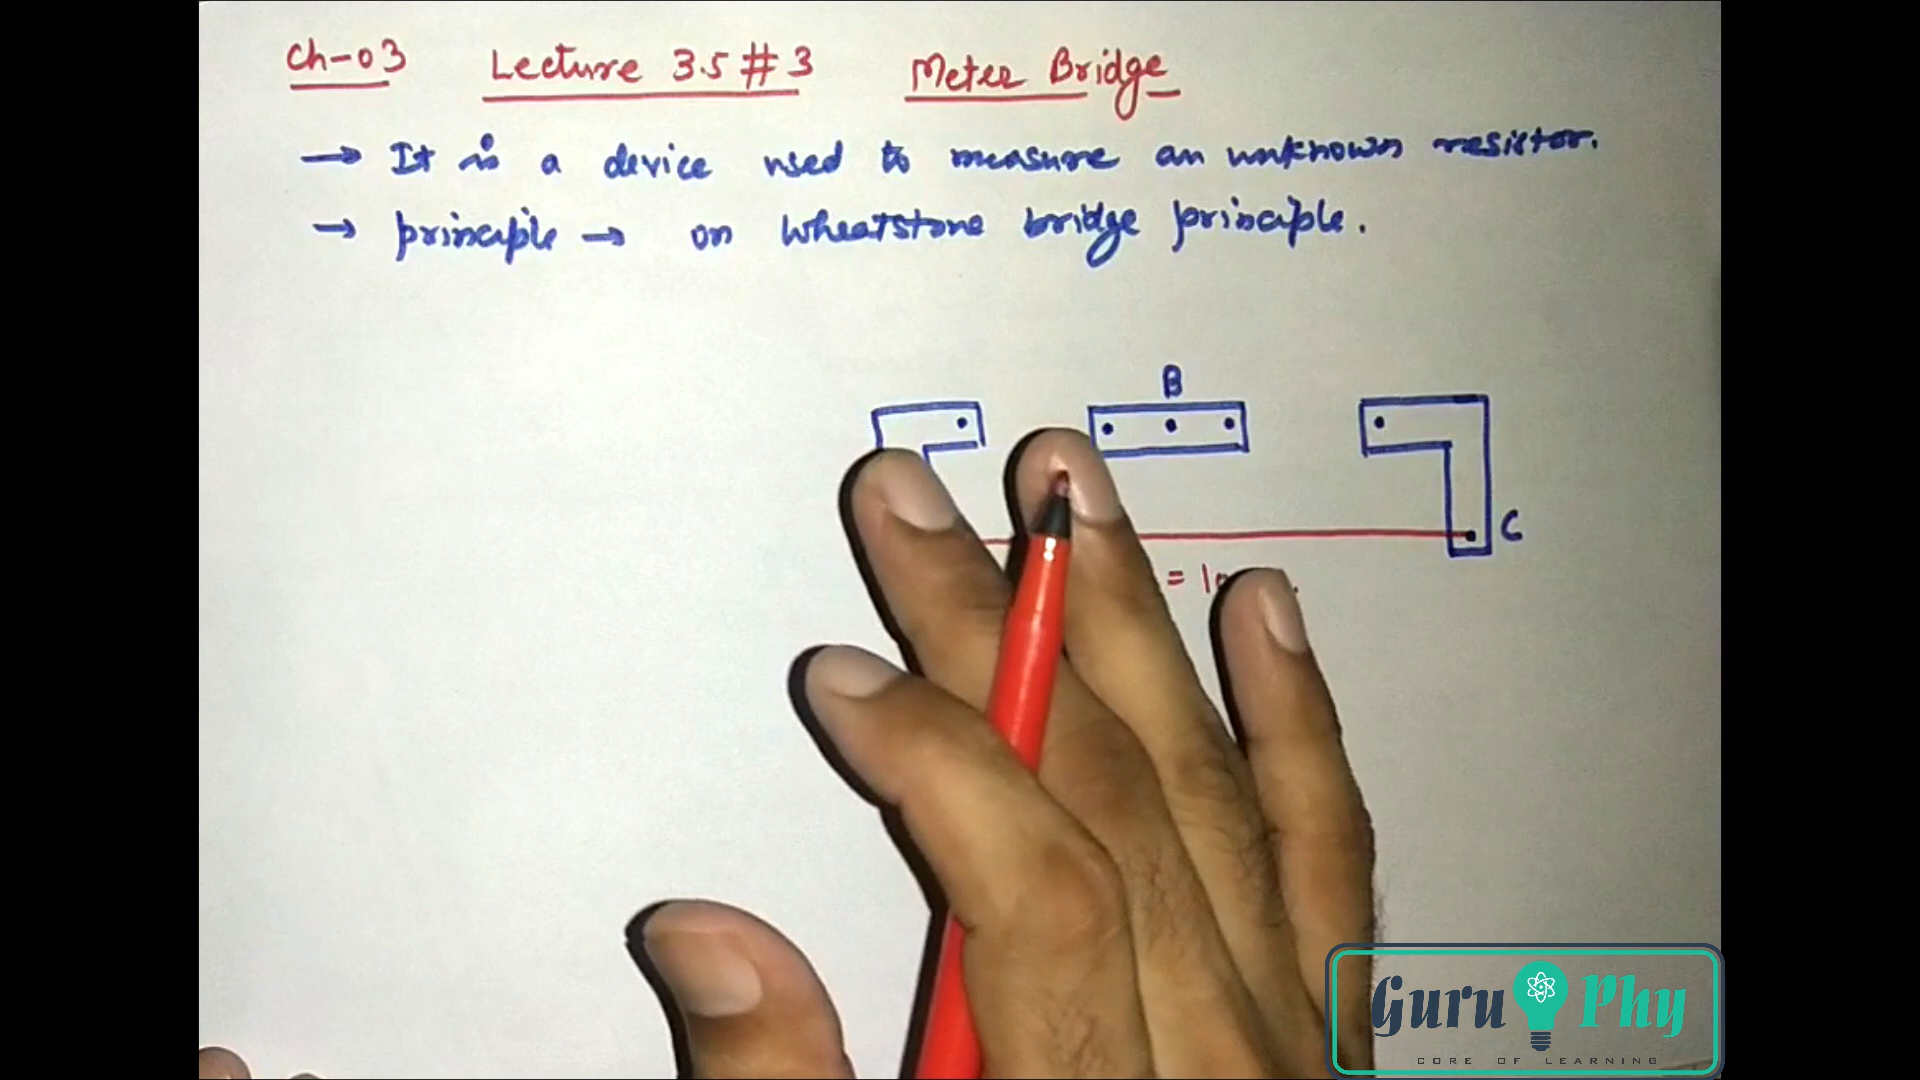 Ch-03 Lecture 3.5 # 3 Meter Bridge
→ It is a device used to measure an unknown resistor.
→ principle → on wheatstone bridge principle.
B
C
=
Guru Phy
CORE OF LEARNING